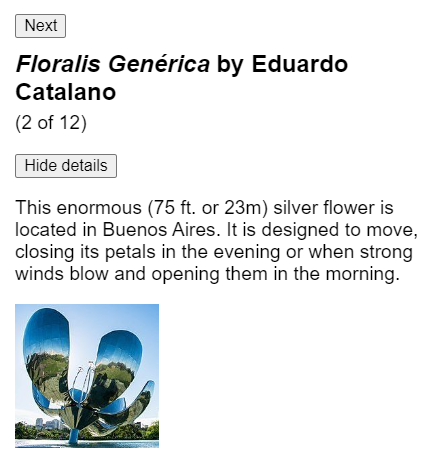 Next
Floralis Genérica by Eduardo
Catalano
(2 of 12)
Hide details
This enormous (75 ft. or 23m) silver flower is
located in Buenos Aires. It is designed to move,
closing its petals in the evening or when strong
winds blow and opening them in the morning.